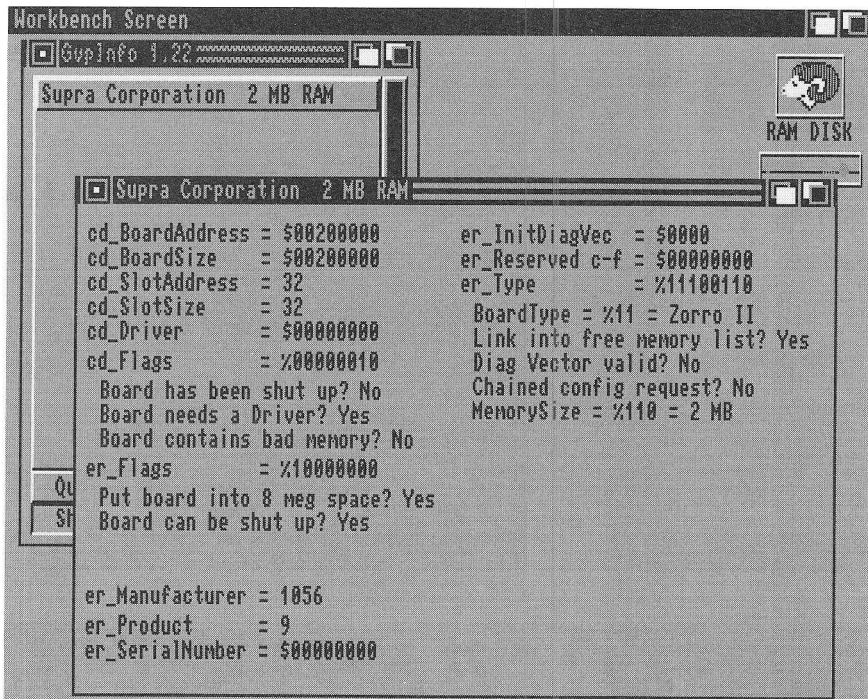 Workbench Screen
GvpInfo 1.22
Supra Corporation 2 MB RAM
RAM DISK
Supra Corporation 2 MB RAM
cd_BoardAddress = $00200000
cd_BoardSize = $00200000
cd_SlotAddress = 32
cd_SlotSize = 32
cd_Driver = $00000000
cd_Flags = %00000010
Board has been shut up? No
Board needs a Driver? Yes
Board contains bad memory? No
er_Flags = %10000000
Put board into 8 meg space? Yes
Board can be shut up? Yes
er_Manufacturer = 1056
er_Product = 9
er_SerialNumber = $00000000
er_InitDiagVec = $0000
er_Reserved c-f = $00000000
er_Type = %11100110
BoardType = %11 = Zorro II
Link into free memory list? Yes
Diag Vector valid? No
Chained config request? No
MemorySize = %110 = 2 MB
Qu
Sh